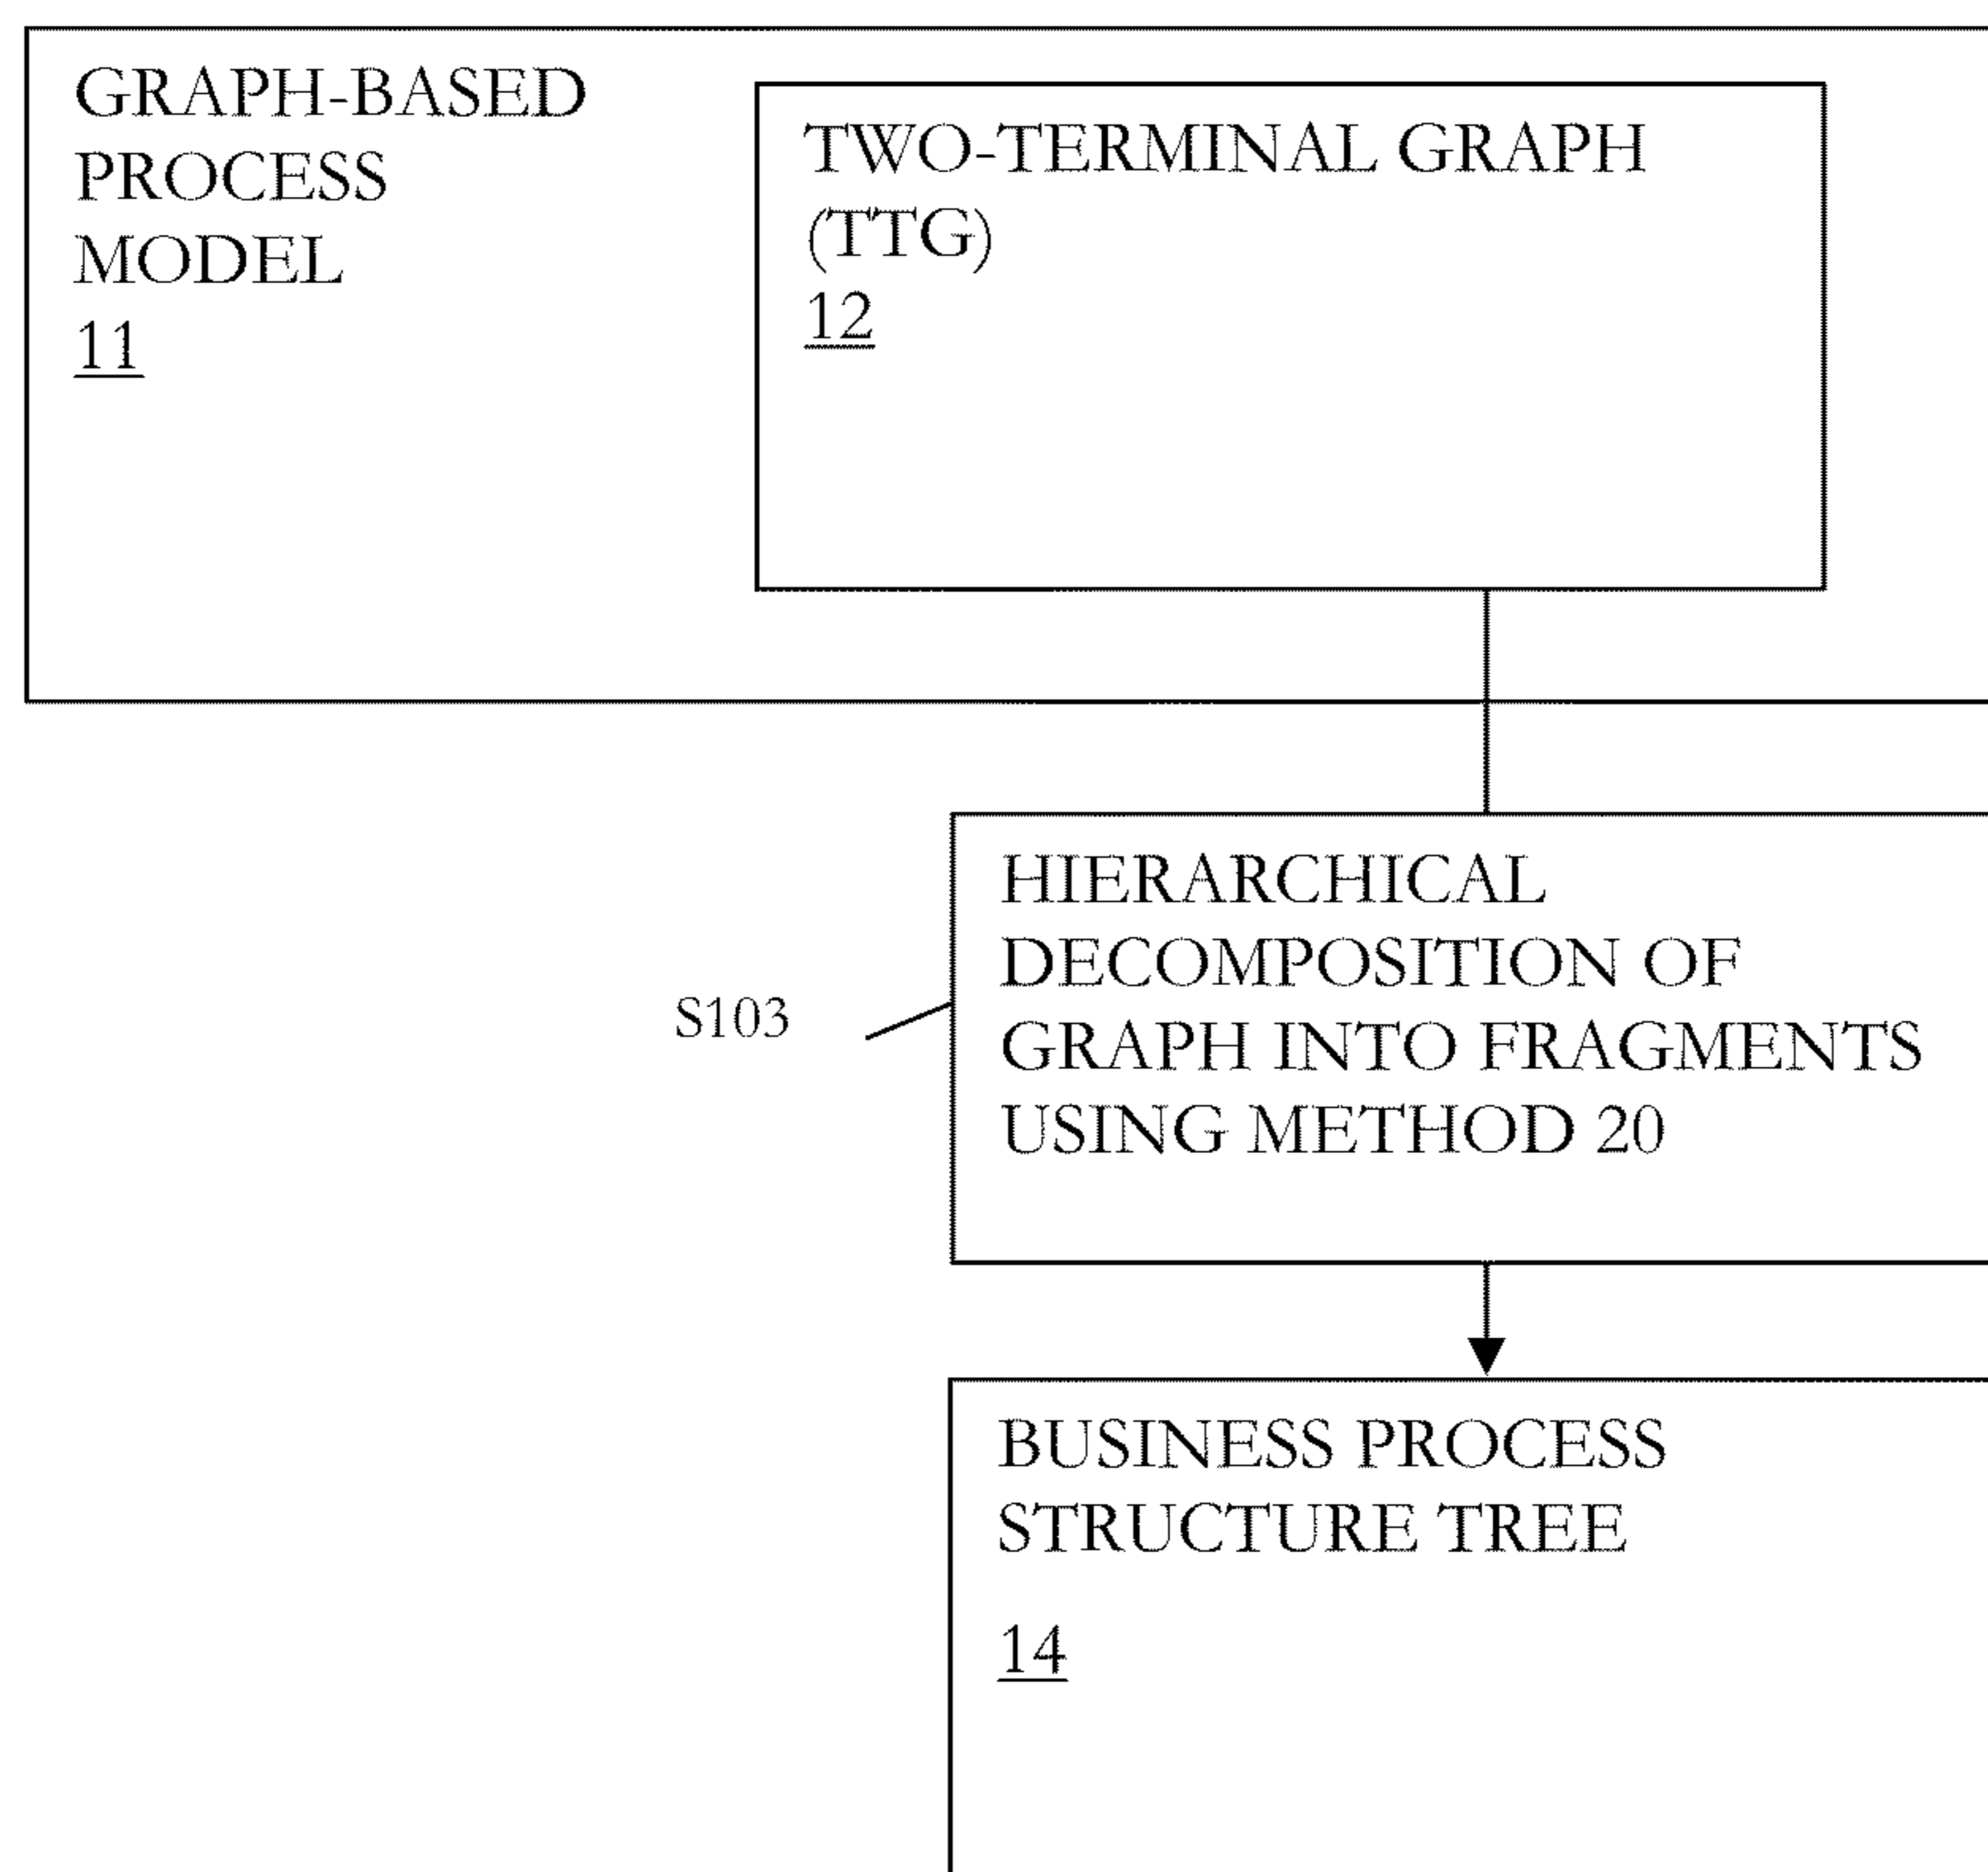 GRAPH-BASED
PROCESS
MODEL
11
TWO-TERMINAL GRAPH
(TTG)
12
S103
HIERARCHICAL
DECOMPOSITION OF
GRAPH INTO FRAGMENTS
USING METHOD 20
BUSINESS PROCESS
STRUCTURE TREE
14